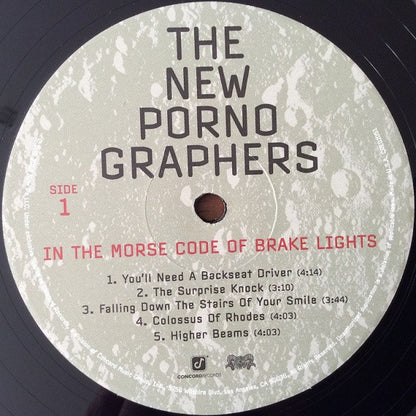 THE
NEW
PORNO
GRAPHERS
SIDE
1
IN THE MORSE CODE OF BRAKE LIGHTS
1. You'll Need A Backseat Driver (4:14)
2. The Surprise Knock (3:10)
3. Falling Down The Stairs Of Your Smile (3:44)
4. Colossus Of Rhodes (4:03)
5. Higher Beams (4:03)
CONCORD RECORDS